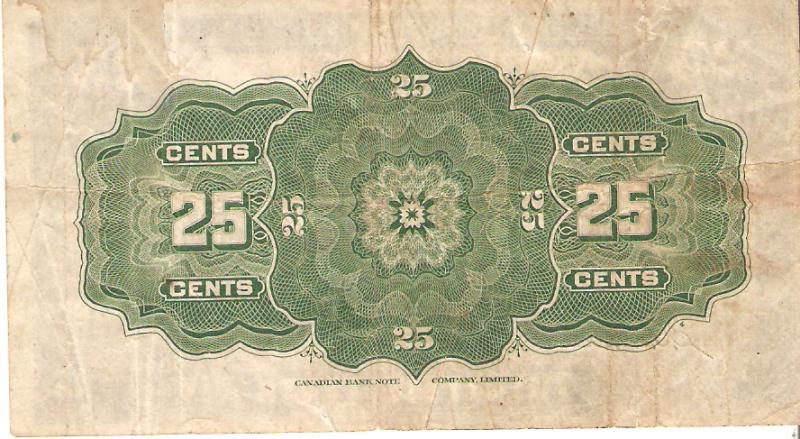 25
CENTS CENTS
25 25 25 25
CENTS CENTS
25
CANADIAN BANK NOTE COMPANY, LIMITED.